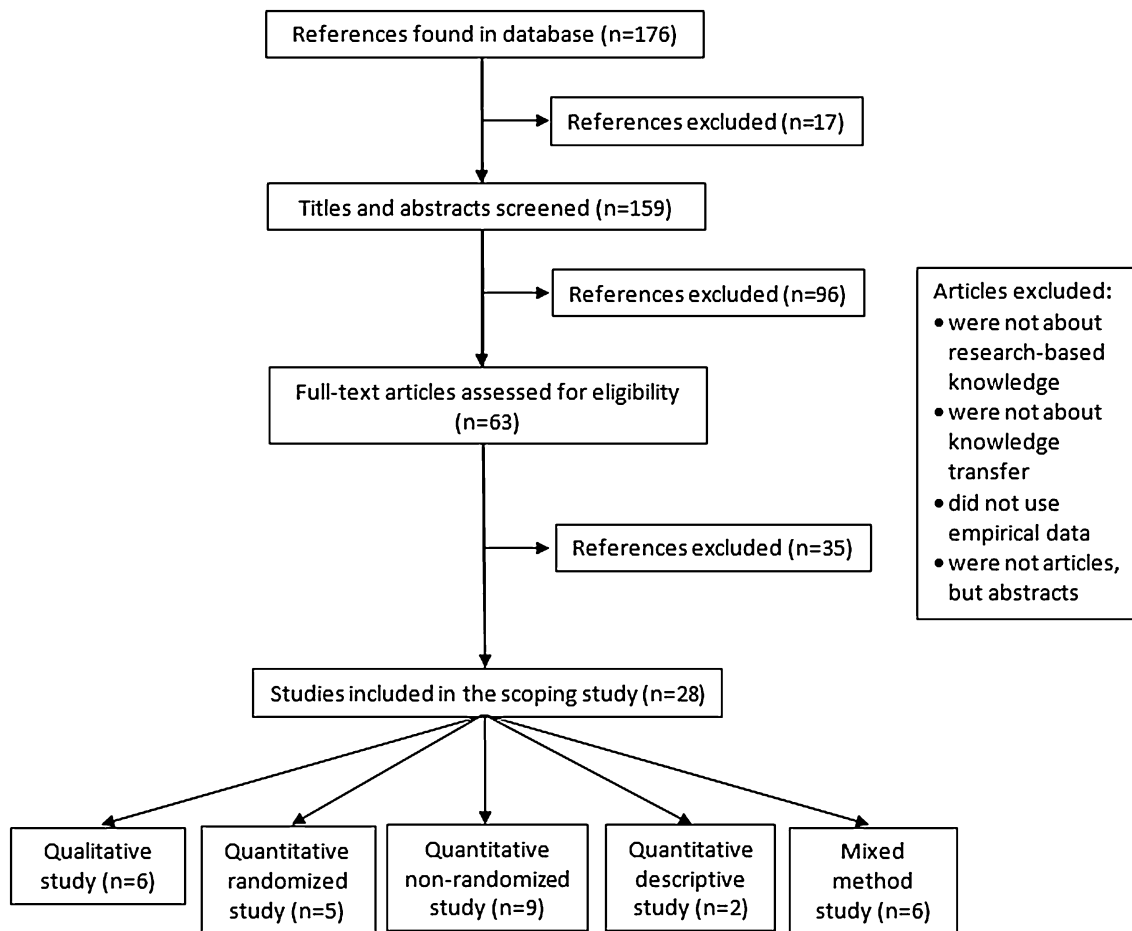 References found in database (n=176)
References excluded (n=17)
Titles and abstracts screened (n=159)
References excluded (n=96)
Articles excluded:
• were not about
research-based
knowledge
• were not about
knowledge
transfer
• did not use
empirical data
• were not articles,
but abstracts
Full-text articles assessed for eligibility
(n=63)
References excluded (n=35)
Studies included in the scoping study (n=28)
Qualitative
study (n=6)
Quantitative
randomized
study (n=5)
Quantitative
non-randomized
study (n=9)
Quantitative
descriptive
study (n=2)
Mixed
method
study (n=6)